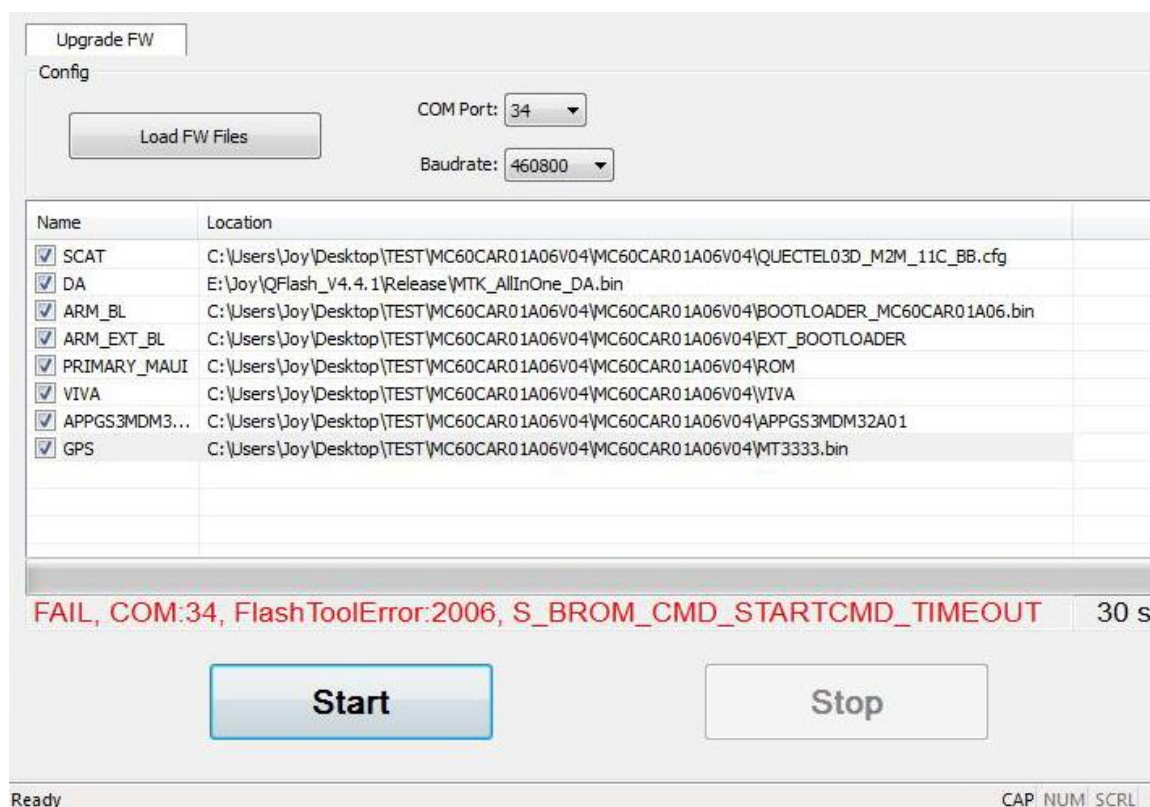 Upgrade FW
Config
Load FW Files
COM Port: 34
Baudrate: 460800
Name Location
SCAT C:\Users\Joy\Desktop\TEST\MC60CAR01A06V04\MC60CAR01A06V04\QUECTEL03D_M2M_11C_BB.cfg
DA E:\Joy\QFlash_V4.4.1\Release\MTK_AllInOne_DA.bin
ARM_BL C:\Users\Joy\Desktop\TEST\MC60CAR01A06V04\MC60CAR01A06V04\BOOTLOADER_MC60CAR01A06.bin
ARM_EXT_BL C:\Users\Joy\Desktop\TEST\MC60CAR01A06V04\MC60CAR01A06V04\EXT_BOOTLOADER
PRIMARY_MAUI C:\Users\Joy\Desktop\TEST\MC60CAR01A06V04\MC60CAR01A06V04\ROM
VIVA C:\Users\Joy\Desktop\TEST\MC60CAR01A06V04\MC60CAR01A06V04\VIVA
APPGS3MDM3... C:\Users\Joy\Desktop\TEST\MC60CAR01A06V04\MC60CAR01A06V04\APPGS3MDM32A01
GPS C:\Users\Joy\Desktop\TEST\MC60CAR01A06V04\MC60CAR01A06V04\MT3333.bin
FAIL, COM:34, FlashToolError:2006, S_BROM_CMD_STARTCMD_TIMEOUT 30 s
Start Stop
Ready CAP NUM SCRL